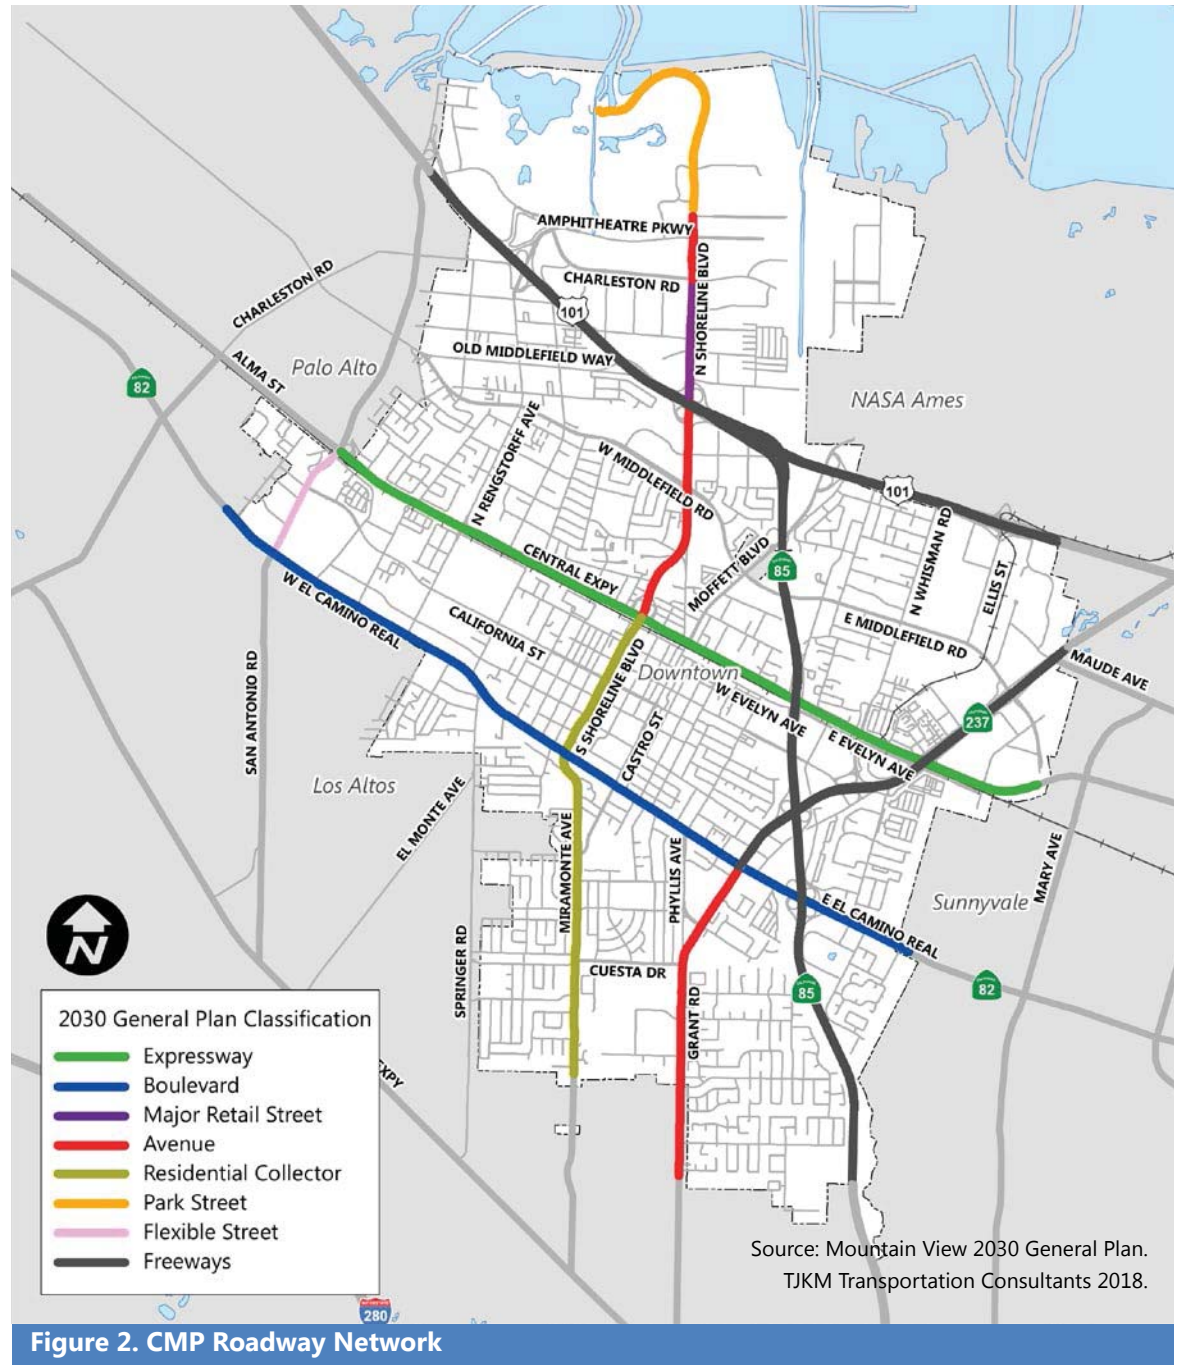 AMPHITHEATRE PKWY
CHARLESTON RD
CHARLESTON RD
N SHORELINE BLVD
101
OLD MIDDLEFIELD WAY
ALMA ST
Palo Alto
82
NASA Ames
N RENGSTORFF AVE
W MIDDLEFIELD RD
101
N WHISMAN RD
CENTRAL EXPY
MOFFETT BLVD
85
ELLIS ST
W EL CAMINO REAL
CALIFORNIA ST
E MIDDLEFIELD RD
MAUDE AVE
Downtown
S SHORELINE BLVD
W EVELYN AVE
SAN ANTONIO RD
CASTRO ST
E EVELYN AVE
237
Los Altos
EL MONTE AVE
MIRAMONTE AVE
PHYLLIS AVE
MARY AVE
Sunnyvale
E EL CAMINO REAL
N
SPRINGER RD
CUESTA DR
GRANT RD
85
82
2030 General Plan Classification
Expressway
Boulevard
Major Retail Street
Avenue
Residential Collector
Park Street
Flexible Street
Freeways
EXPY
280
Source: Mountain View 2030 General Plan.
TJKM Transportation Consultants 2018.
Figure 2. CMP Roadway Network